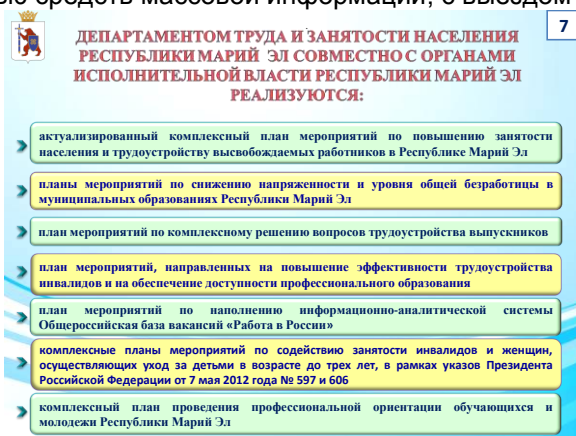 средств массовой информации, с выездом
7
ДЕПАРТАМЕНТОМ ТРУДА И ЗАНЯТОСТИ НАСЕЛЕНИЯ
РЕСПУБЛИКИ МАРИЙ ЭЛ СОВМЕСТНО С ОРГАНАМИ
ИСПОЛНИТЕЛЬНОЙ ВЛАСТИ РЕСПУБЛИКИ МАРИЙ ЭЛ
РЕАЛИЗУЮТСЯ:
актуализированный комплексный план мероприятий по повышению занятости
населения и трудоустройству высвобождаемых работников в Республике Марий Эл
планы мероприятий по снижению напряженности и уровня общей безработицы в
муниципальных образованиях Республики Марий Эл
план мероприятий по комплексному решению вопросов трудоустройства выпускников
план мероприятий, направленных на повышение эффективности трудоустройства
инвалидов и на обеспечение доступности профессионального образования
план мероприятий по наполнению информационно-аналитической системы
Общероссийская база вакансий «Работа в России»
комплексные планы мероприятий по содействию занятости инвалидов и женщин,
осуществляющих уход за детьми в возрасте до трех лет, в рамках указов Президента
Российской Федерации от 7 мая 2012 года № 597 и 606
комплексный план проведения профессиональной ориентации обучающихся и
молодежи Республики Марий Эл